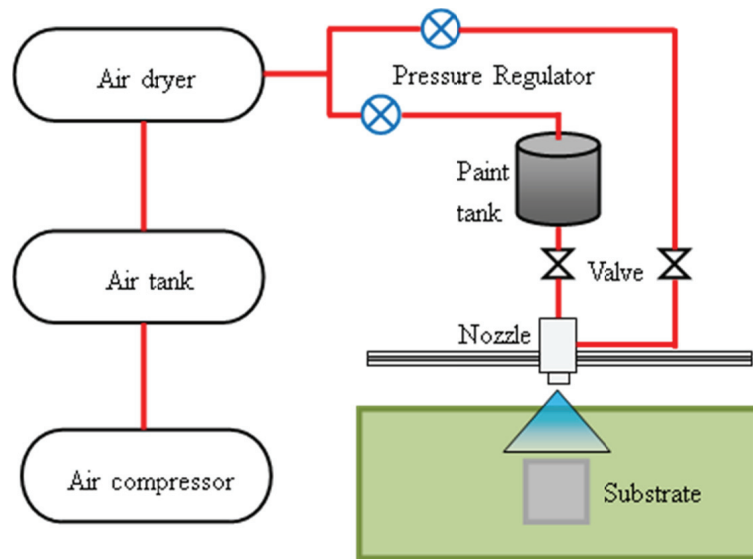 Air dryer
Pressure Regulator
Paint
tank
Air tank
Valve
Nozzle
Air compressor
Substrate